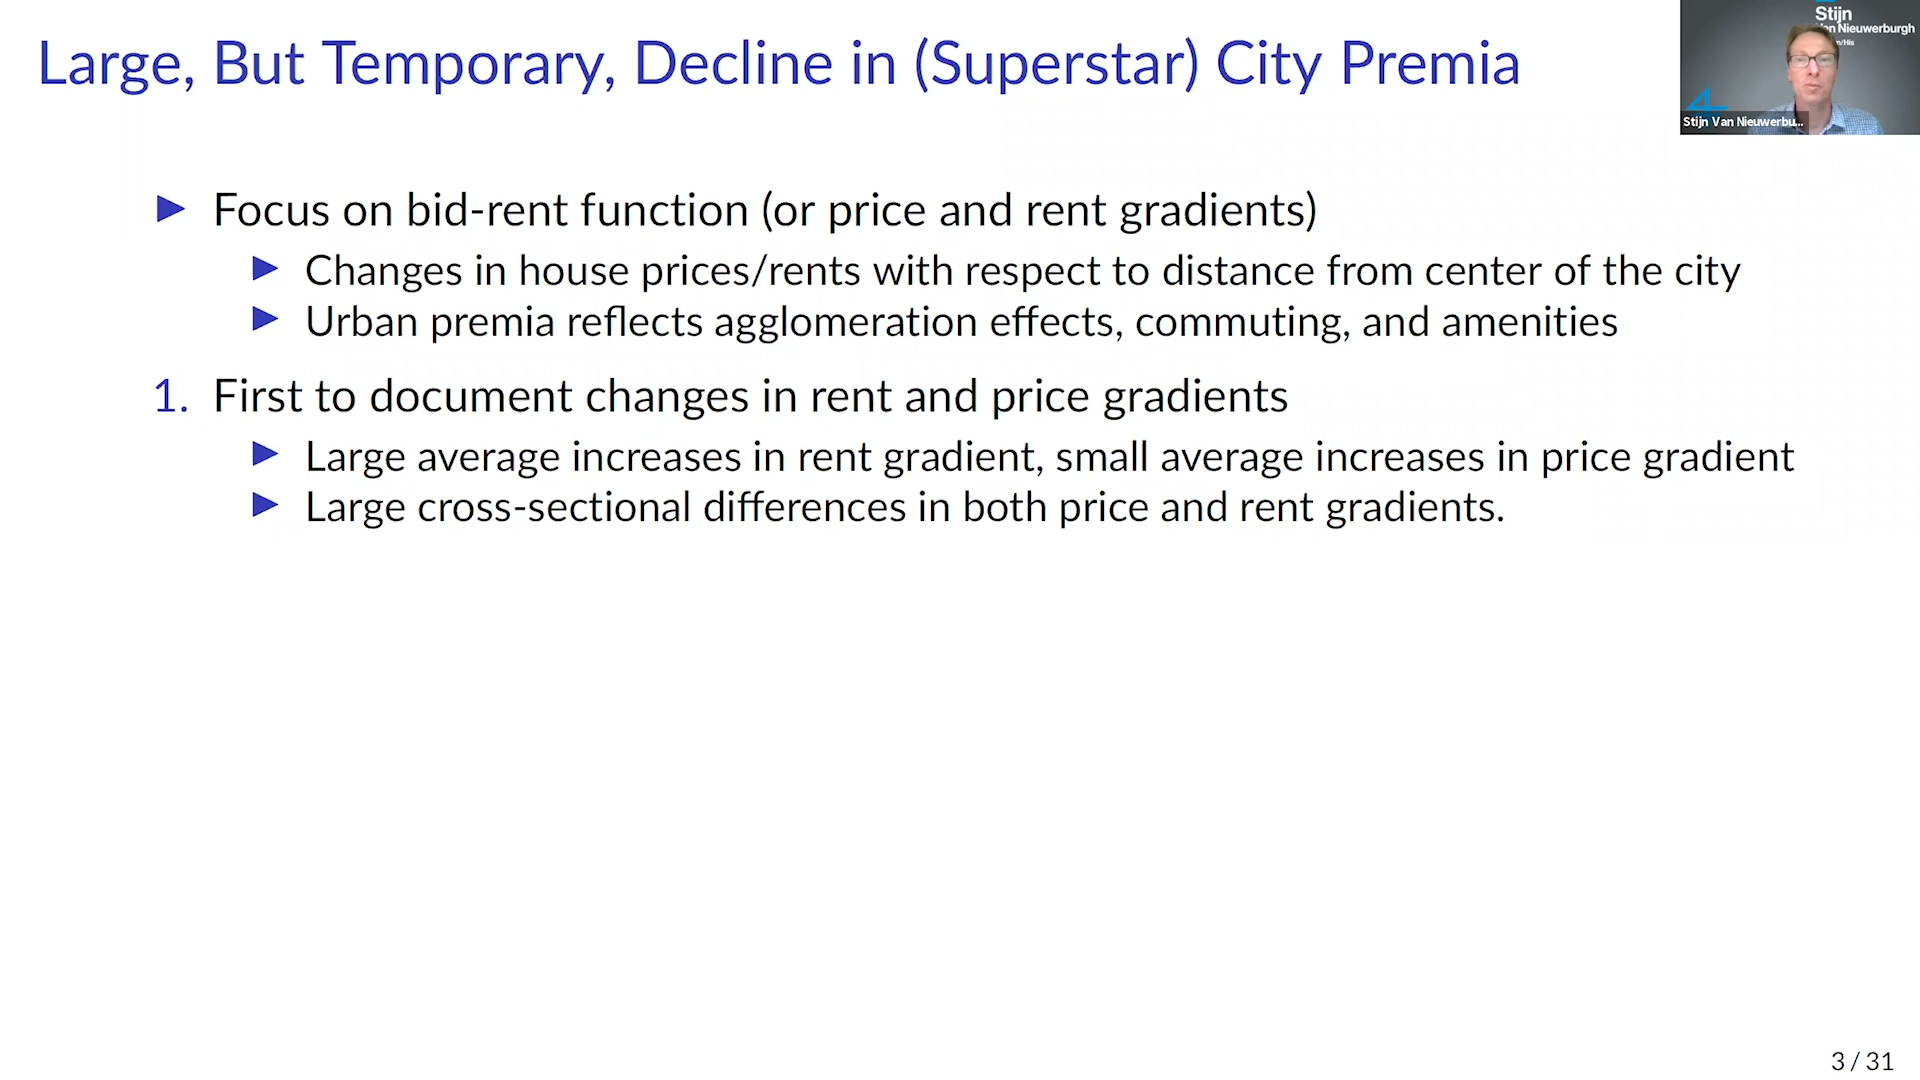 Large, But Temporary, Decline in (Superstar) City Premia
Stijn
Van Nieuwerburgh
Stijn Van Nieuwerbu...
Focus on bid-rent function (or price and rent gradients)
Changes in house prices/rents with respect to distance from center of the city
Urban premia reflects agglomeration effects, commuting, and amenities
1. First to document changes in rent and price gradients
Large average increases in rent gradient, small average increases in price gradient
Large cross-sectional differences in both price and rent gradients.
3 / 31